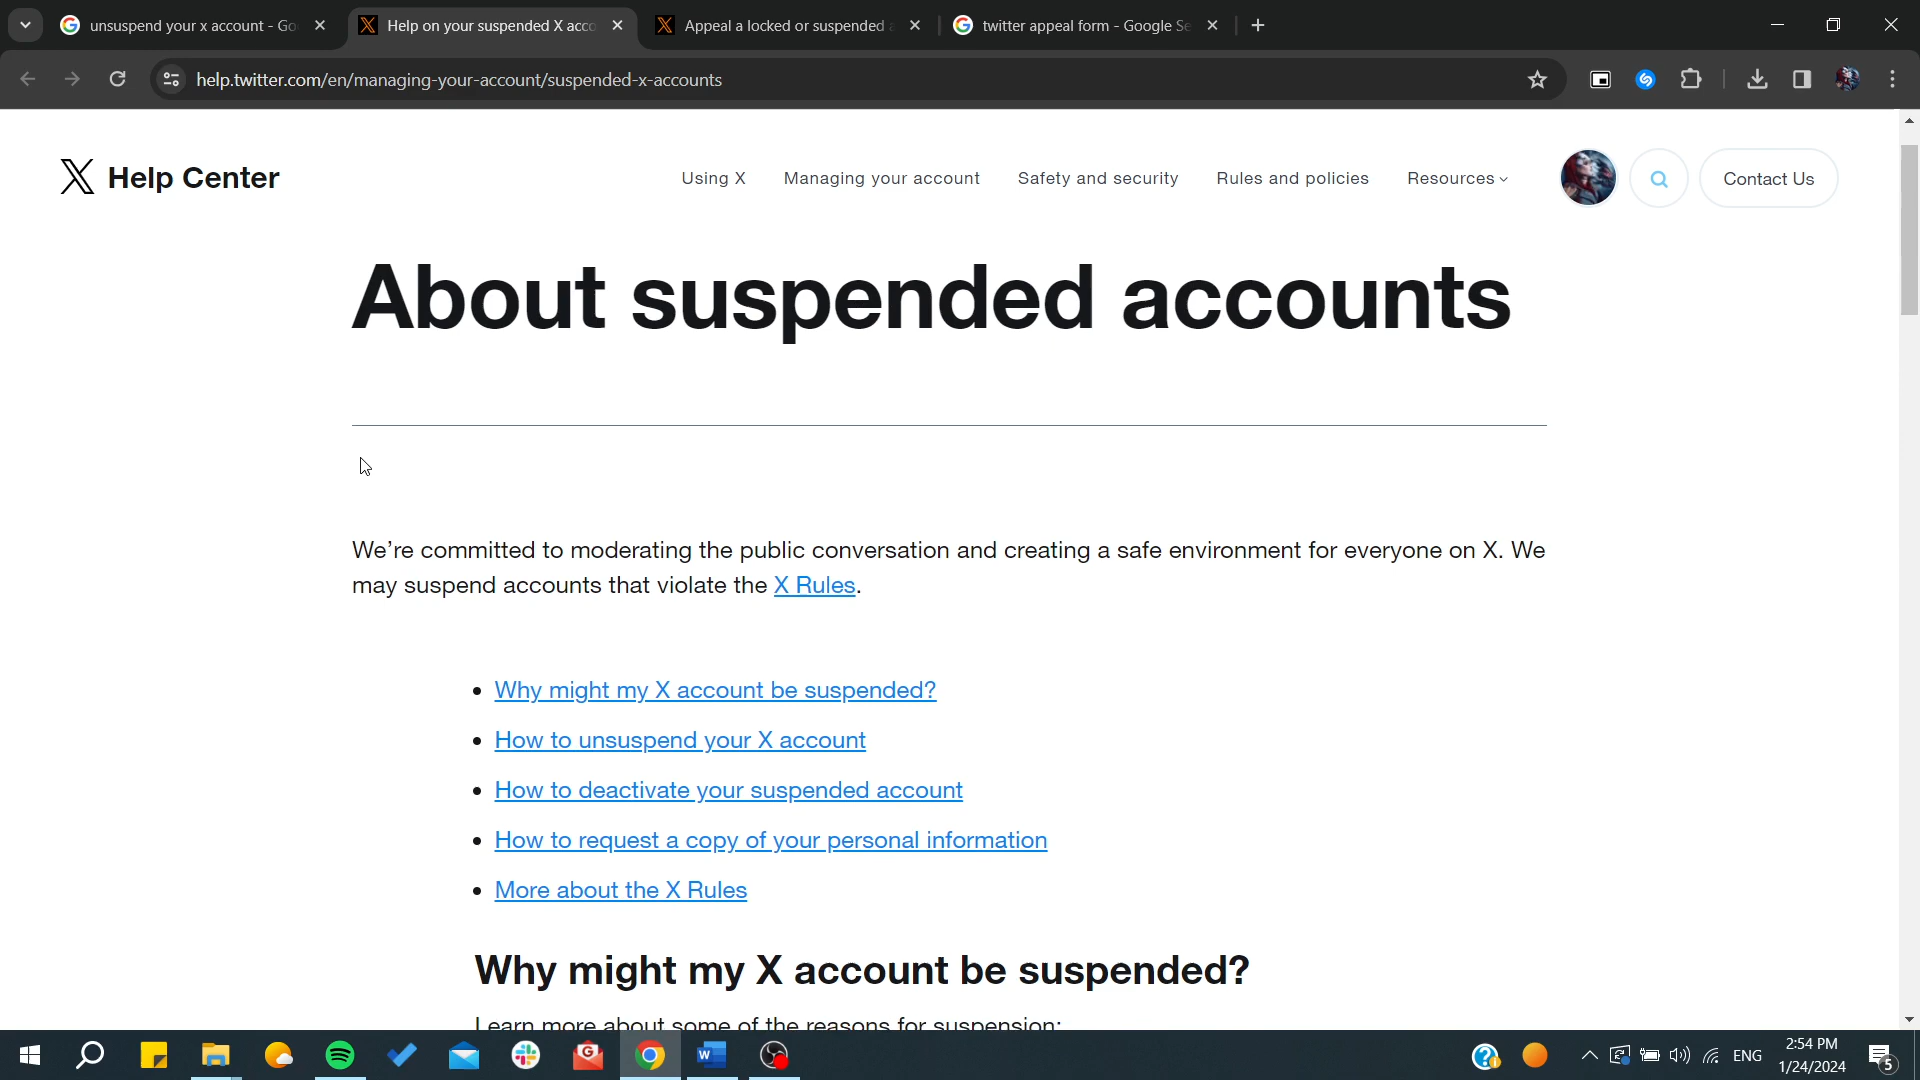 unsuspend your x account - Go
Help on your suspended X acco
Appeal a locked or suspended a
twitter appeal form - Google Se
help.twitter.com/en/managing-your-account/suspended-x-accounts
X Help Center
Using X
Managing your account
Safety and security
Rules and policies
Resources
Contact Us
About suspended accounts
We’re committed to moderating the public conversation and creating a safe environment for everyone on X. We
may suspend accounts that violate the X Rules.
• Why might my X account be suspended?
• How to unsuspend your X account
• How to deactivate your suspended account
• How to request a copy of your personal information
• More about the X Rules
Why might my X account be suspended?
Learn more about some of the reasons for suspension:
ENG
2:54 PM
1/24/2024
5